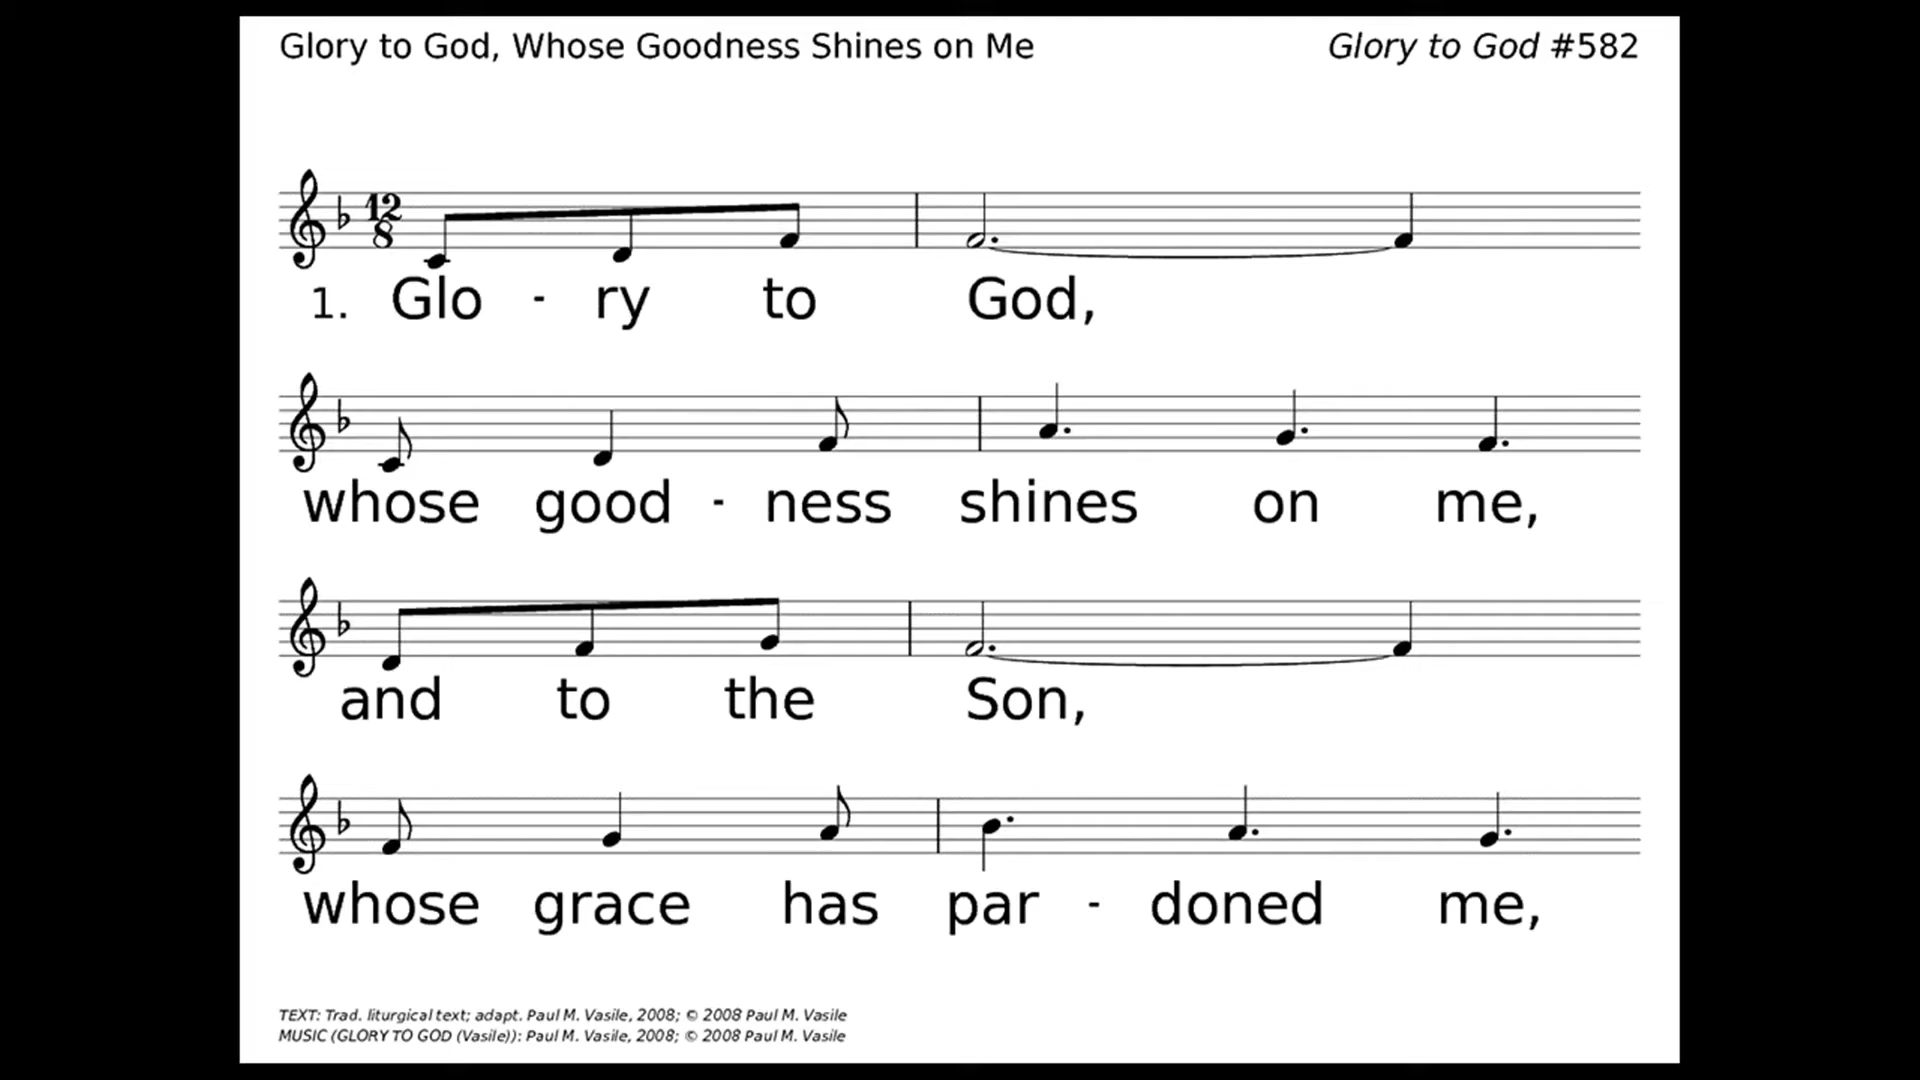 Glory to God, Whose Goodness Shines on Me
Glory to God #582
12
8
1. Glo - ry to God,
whose good - ness shines on me,
and to the Son,
whose grace has par - doned me,
TEXT: Trad. liturgical text; adapt. Paul M. Vasile, 2008; © 2008 Paul M. Vasile
MUSIC (GLORY TO GOD (Vasile)): Paul M. Vasile, 2008; © 2008 Paul M. Vasile